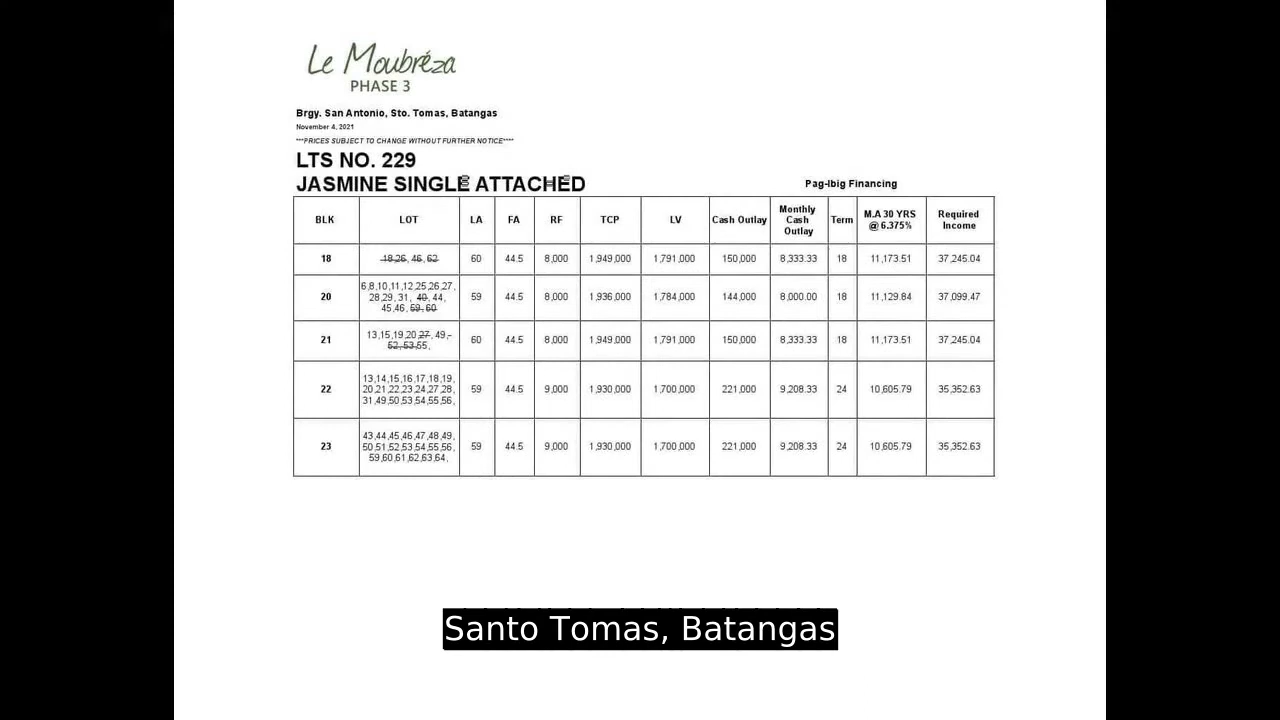 Le Moubréza
PHASE 3
Brgy. San Antonio, Sto. Tomas, Batangas
November 4, 2021
***PRICES SUBJECT TO CHANGE WITHOUT FURTHER NOTICE****
LTS NO. 229
JASMINE SINGLE ATTACHED
Pag-Ibig Financing
BLK LOT LA FA RF TCP LV Cash Outlay Monthly Cash Outlay Term M.A 30 YRS @ 6.375% Required Income
18 18,26, 46, 62 60 44.5 8,000 1,949,000 1,791,000 150,000 8,333.33 18 11,173.51 37,245.04
20 6,8,10,11,12,25,26,27, 28,29, 31, 40, 44, 45,46, 59, 60 59 44.5 8,000 1,936,000 1,784,000 144,000 8,000.00 18 11,129.84 37,099.47
21 13,15,19,20,27, 49, 52, 53,55, 60 44.5 8,000 1,949,000 1,791,000 150,000 8,333.33 18 11,173.51 37,245.04
22 13,14,15,16,17,18,19, 20,21,22,23,24,27,28, 31,49,50,53,54,55,56, 59 44.5 9,000 1,930,000 1,700,000 221,000 9,208.33 24 10,605.79 35,352.63
23 43,44,45,46,47,48,49, 50,51,52,53,54,55,56, 59,60,61,62,63,64, 59 44.5 9,000 1,930,000 1,700,000 221,000 9,208.33 24 10,605.79 35,352.63
Santo Tomas, Batangas